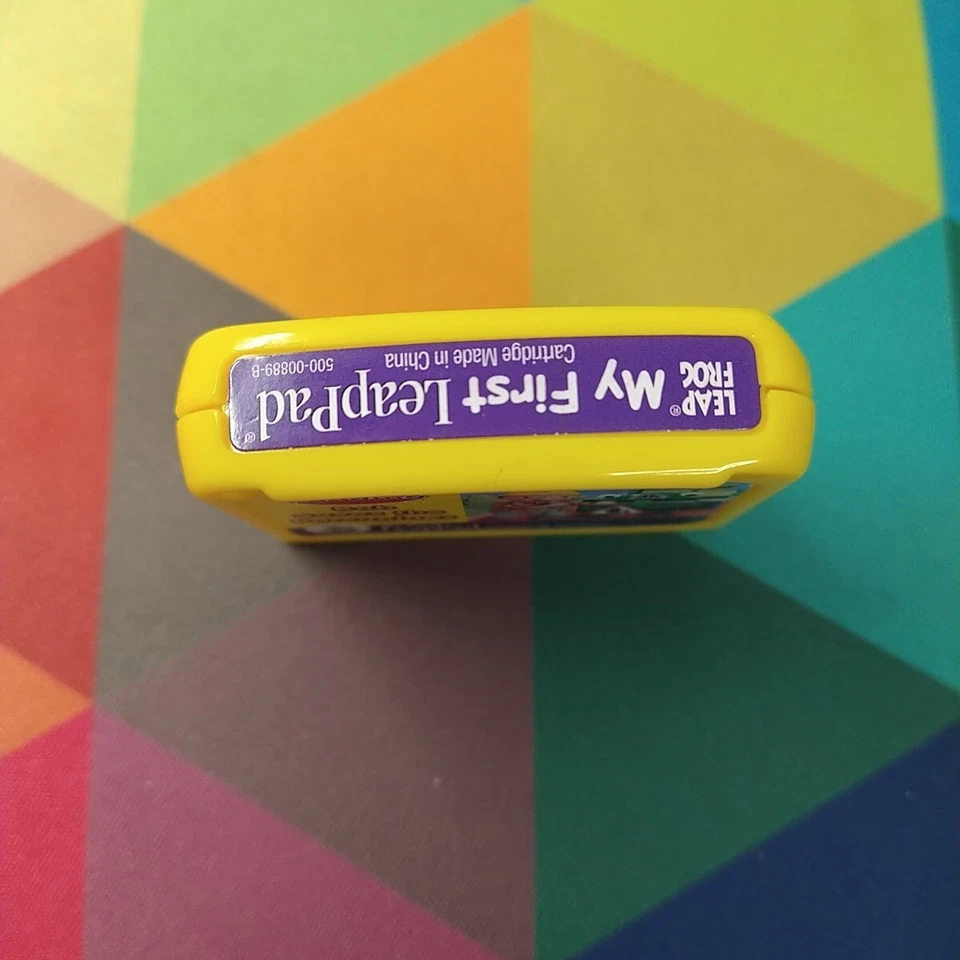 LEAP
FROG®
My First LeapPad®
Cartridge Made in China
500-00889-B